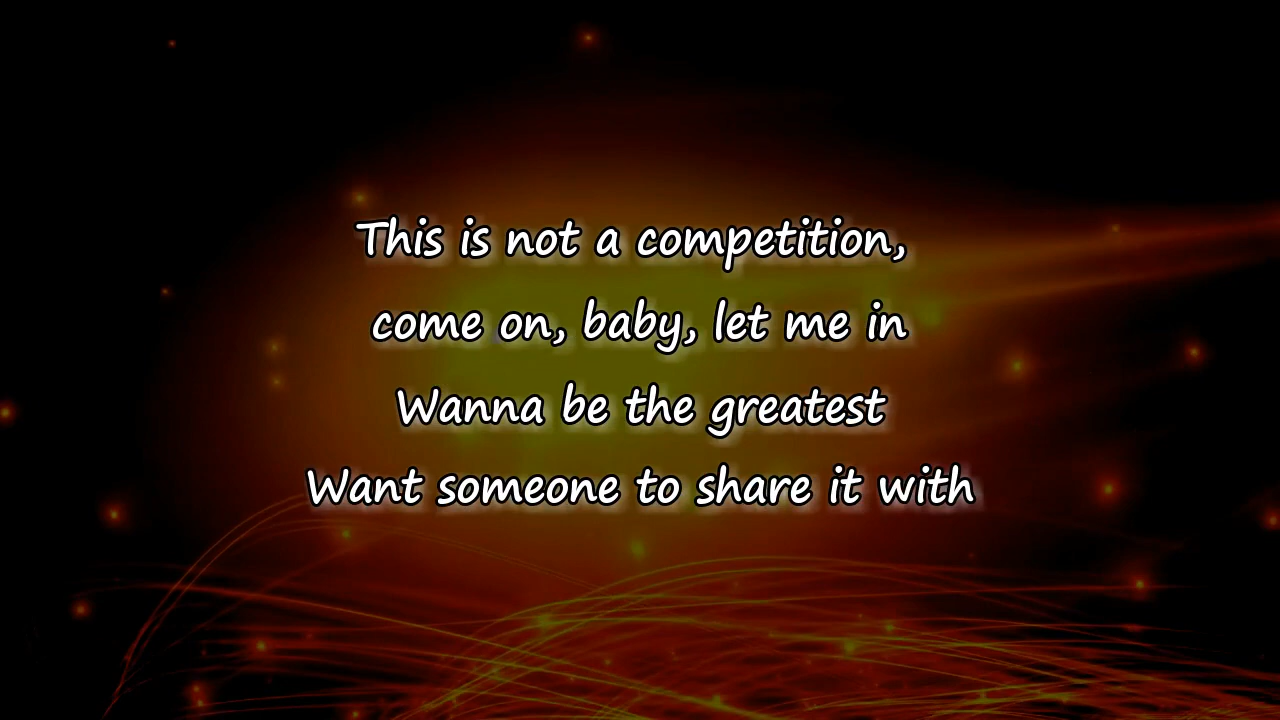 This is not a competition,
come on, baby, let me in
Wanna be the greatest
Want someone to share it with